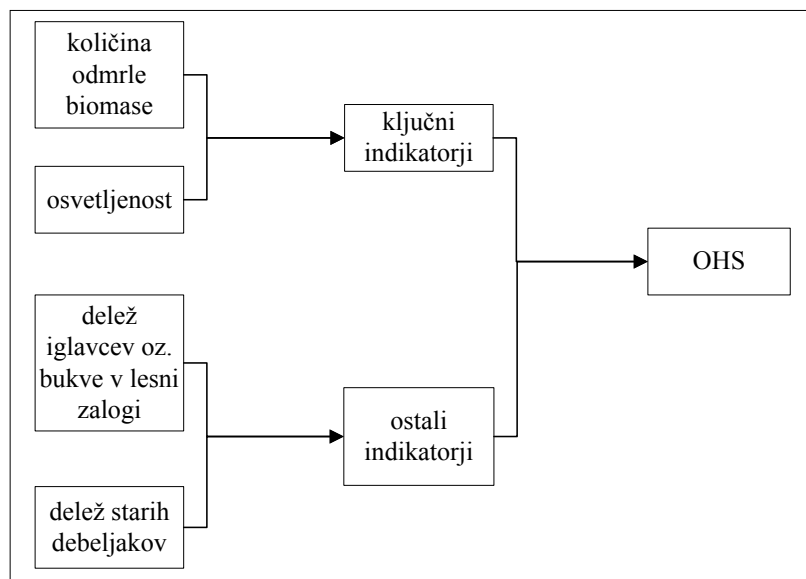 količina
odmrle
biomase
osvetljenost
ključni
indikatorji
OHS
delež
iglavcev oz.
bukve v lesni
zalogi
ostali
indikatorji
delež starih
debeljakov